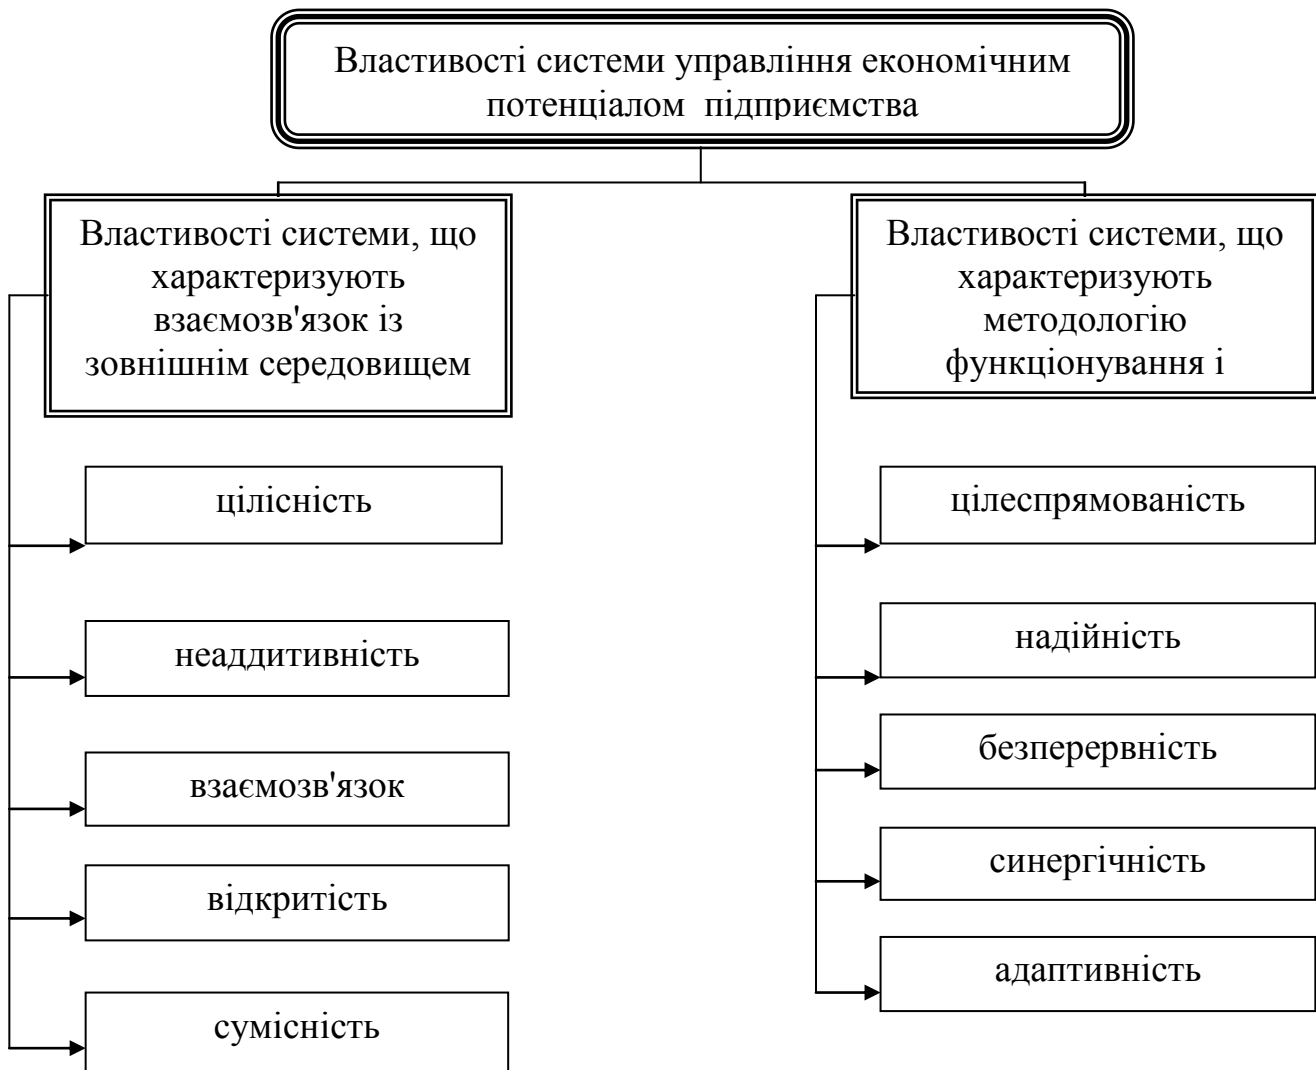 Властивості системи управління економічним
потенціалом підприємства
Властивості системи, що
характеризують
взаємозв'язок із
зовнішнім середовищем
цілісність
неаддитивність
взаємозв'язок
відкритість
сумісність
Властивості системи, що
характеризують
методологію
функціонування і
цілеспрямованість
надійність
безперервність
синергічність
адаптивність